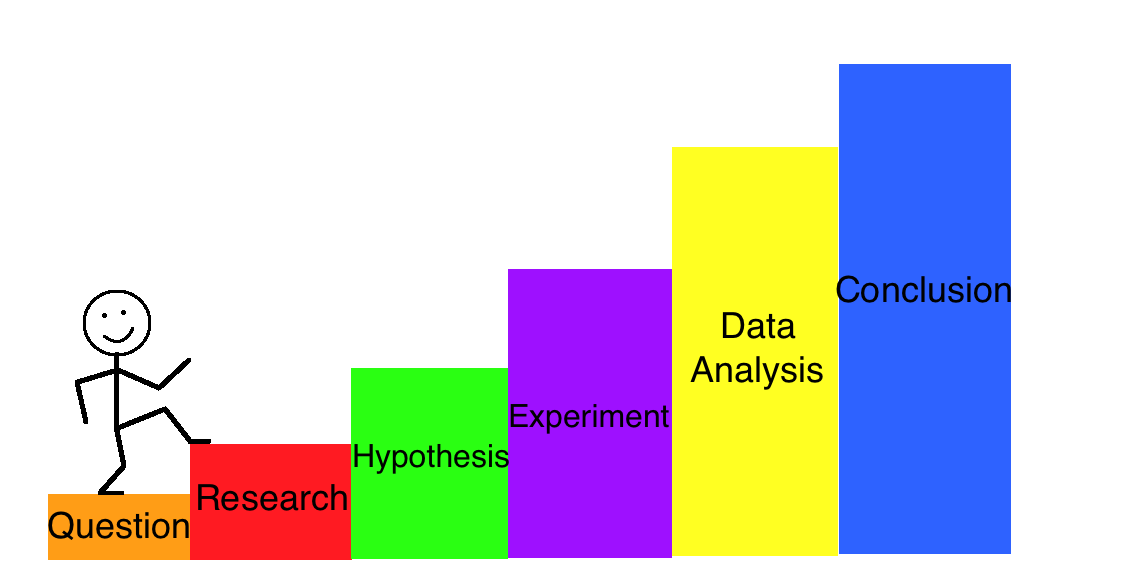 Question
Research
Hypothesis
Experiment
Data
Analysis
Conclusion